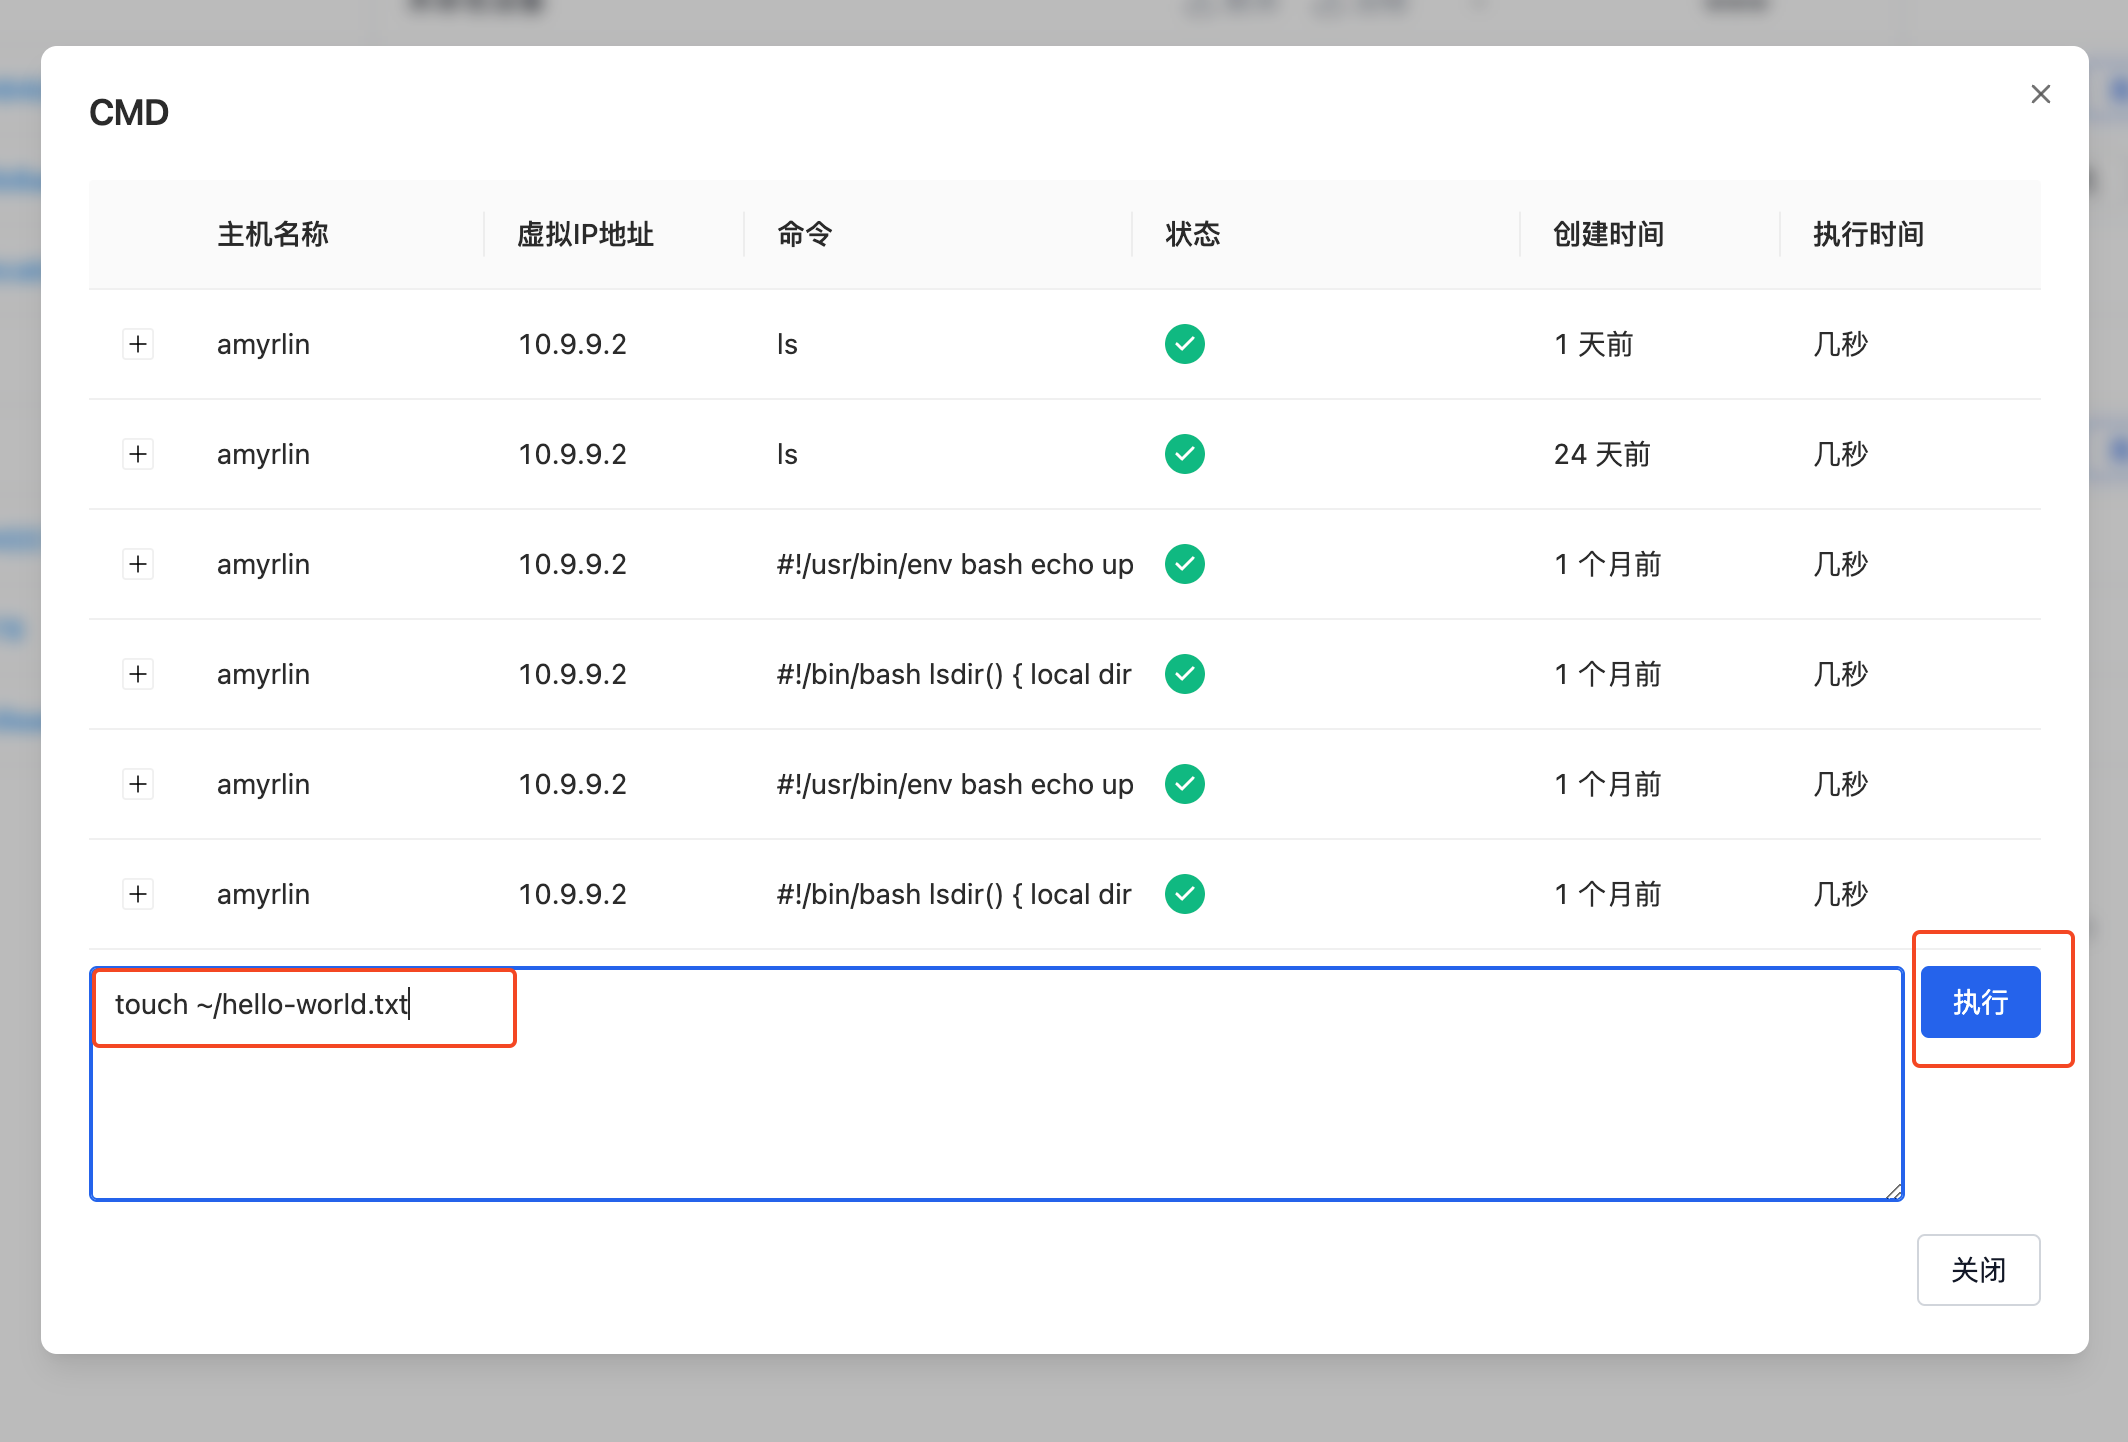 CMD
主机名称 虚拟IP地址 命令 状态 创建时间 执行时间
amyrlin 10.9.9.2 ls 1 天前 几秒
amyrlin 10.9.9.2 ls 24 天前 几秒
amyrlin 10.9.9.2 #!/usr/bin/env bash echo up 1 个月前 几秒
amyrlin 10.9.9.2 #!/bin/bash lsdir() { local dir 1 个月前 几秒
amyrlin 10.9.9.2 #!/usr/bin/env bash echo up 1 个月前 几秒
amyrlin 10.9.9.2 #!/bin/bash lsdir() { local dir 1 个月前 几秒
touch ~/hello-world.txt
执行
关闭